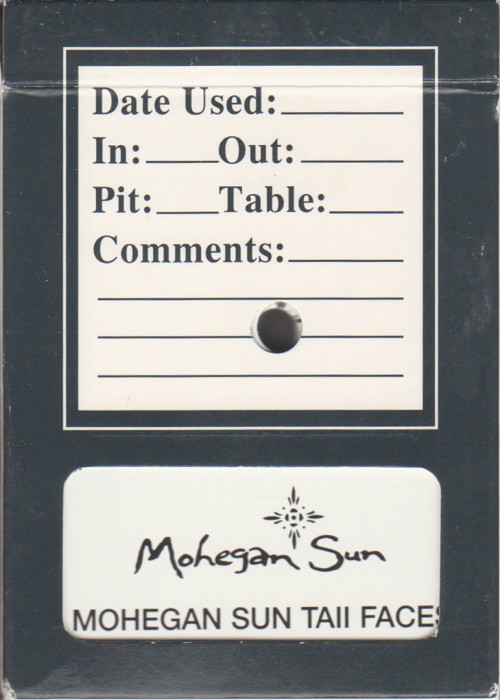 Date Used:
In: Out:
Pit: Table:
Comments:
Mohegan Sun
MOHEGAN SUN TAII FACES